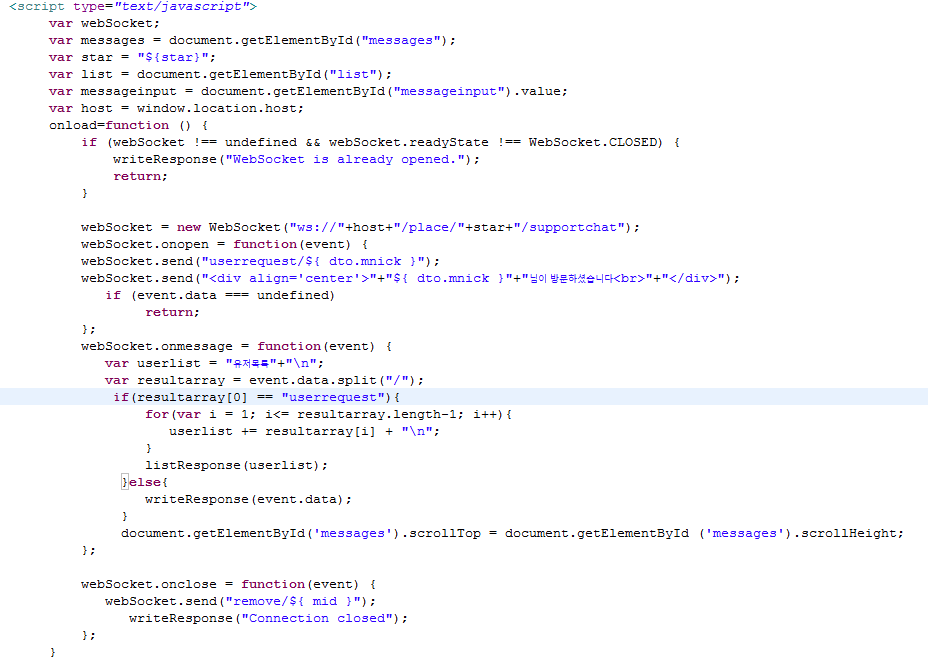 <script type="text/javascript">
var webSocket;
var messages = document.getElementById("messages");
var star = "${star}";
var list = document.getElementById("list");
var messageinput = document.getElementById("messageinput").value;
var host = window.location.host;
onload=function () {
if (webSocket !== undefined && webSocket.readyState !== WebSocket.CLOSED) {
writeResponse("WebSocket is already opened.");
return;
}
webSocket = new WebSocket("ws://"+host+"/place/"+star+"/supportchat");
webSocket.onopen = function(event) {
webSocket.send("userrequest/${ dto.mnick }");
webSocket.send("<div align='center'>"+"${ dto.mnick }"+"님이 방문하셨습니다<br>"+"</div>");
if (event.data === undefined)
return;
};
webSocket.onmessage = function(event) {
var userlist = "유저목록"+"\n";
var resultarray = event.data.split("/");
if(resultarray[0] == "userrequest"){
for(var i = 1; i<= resultarray.length-1; i++){
userlist += resultarray[i] + "\n";
}
listResponse(userlist);
}else{
writeResponse(event.data);
}
document.getElementById('messages').scrollTop = document.getElementById ('messages').scrollHeight;
};
webSocket.onclose = function(event) {
webSocket.send("remove/${ mid }");
writeResponse("Connection closed");
};
}